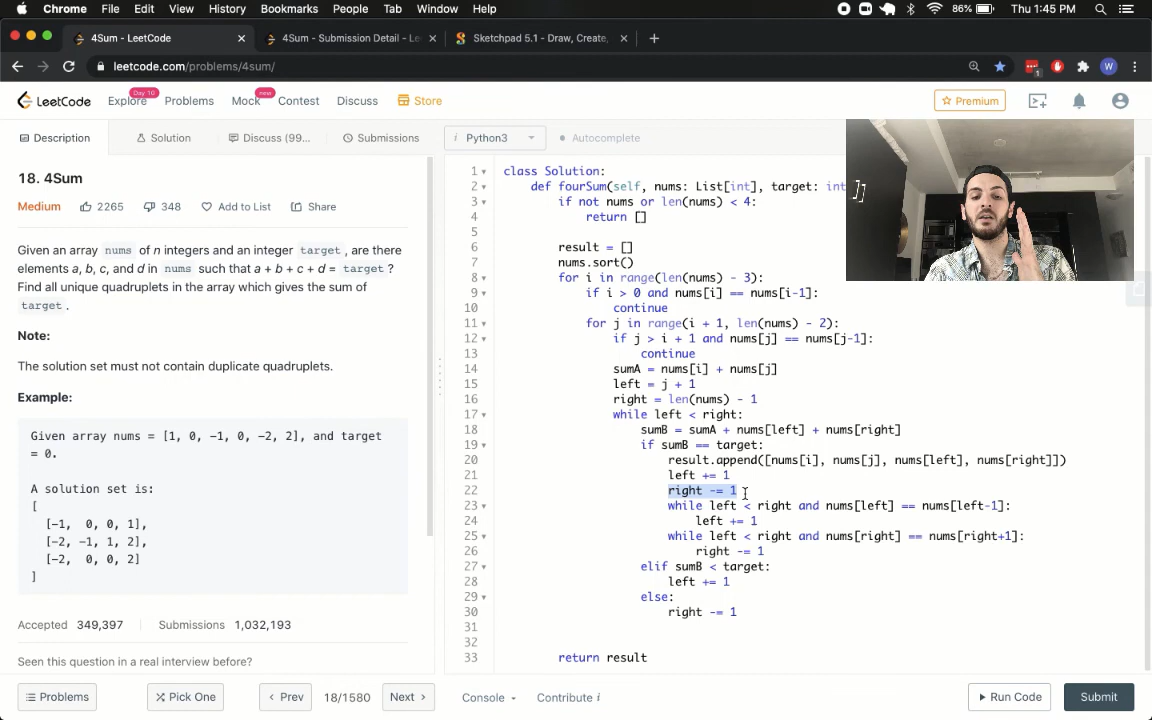 Chrome File Edit View History Bookmarks People Tab Window Help 86% Thu 1:45 PM
4Sum - LeetCode 4Sum - Submission Detail - Le Sketchpad 5.1 - Draw, Create,
leetcode.com/problems/4sum/ 1 W
LeetCode Explore Day 10 Problems Mock new Contest Discuss Store Premium
Description Solution Discuss (99... Submissions i Python3 Autocomplete
18. 4Sum
Medium 2265 348 Add to List Share
Given an array nums of n integers and an integer target, are there
elements a, b, c, and d in nums such that a + b + c + d = target?
Find all unique quadruplets in the array which gives the sum of
target.
Note:
The solution set must not contain duplicate quadruplets.
Example:
Given array nums = [1, 0, -1, 0, -2, 2], and target
= 0.
A solution set is:
[
[-1, 0, 0, 1],
[-2, -1, 1, 2],
[-2, 0, 0, 2]
]
Accepted 349,397 Submissions 1,032,193
Seen this question in a real interview before?
1 class Solution:
2 def fourSum(self, nums: List[int], target: int
3 if not nums or len(nums) < 4:
4 return []
5
6 result = []
7 nums.sort()
8 for i in range(len(nums) - 3):
9 if i > 0 and nums[i] == nums[i-1]:
10 continue
11 for j in range(i + 1, len(nums) - 2):
12 if j > i + 1 and nums[j] == nums[j-1]:
13 continue
14 sumA = nums[i] + nums[j]
15 left = j + 1
16 right = len(nums) - 1
17 while left < right:
18 sumB = sumA + nums[left] + nums[right]
19 if sumB == target:
20 result.append([nums[i], nums[j], nums[left], nums[right]])
21 left += 1
22 right -= 1
23 while left < right and nums[left] == nums[left-1]:
24 left += 1
25 while left < right and nums[right] == nums[right+1]:
26 right -= 1
27 elif sumB < target:
28 left += 1
29 else:
30 right -= 1
31
32
33 return result
Problems Pick One Prev 18/1580 Next Console Contribute i Run Code Submit